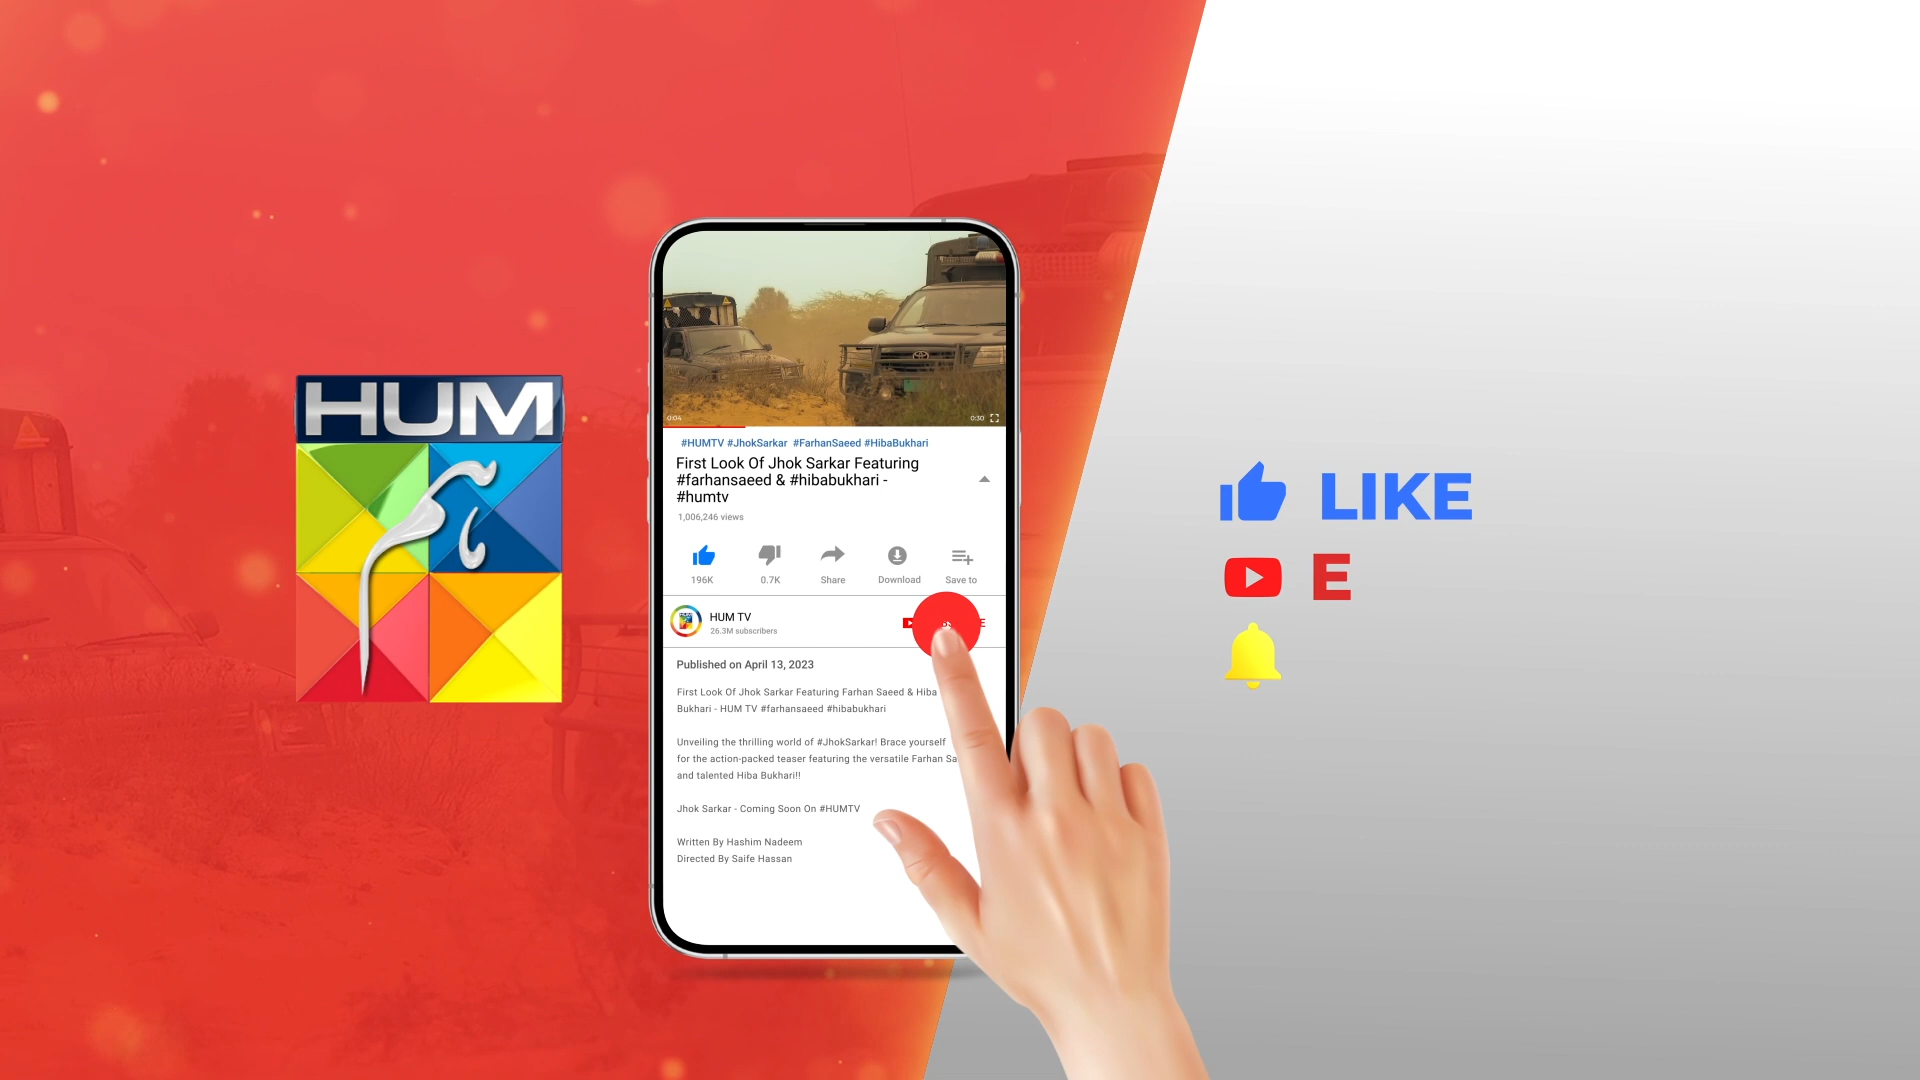 HUM
ہم
0:04
0:30
#HUMTV #JhokSarkar #FarhanSaeed #HibaBukhari
First Look Of Jhok Sarkar Featuring
#farhansaeed & #hibabukhari -
#humtv
1,006,246 views
196K
0.7K
Share
Download
Save to
HUM TV
26.3M subscribers
Published on April 13, 2023
First Look Of Jhok Sarkar Featuring Farhan Saeed & Hiba
Bukhari - HUM TV #farhansaeed #hibabukhari
Unveiling the thrilling world of #JhokSarkar! Brace yourself
for the action-packed teaser featuring the versatile Farhan Sa
and talented Hiba Bukhari!!
Jhok Sarkar - Coming Soon On #HUMTV
Written By Hashim Nadeem
Directed By Saife Hassan
LIKE
E